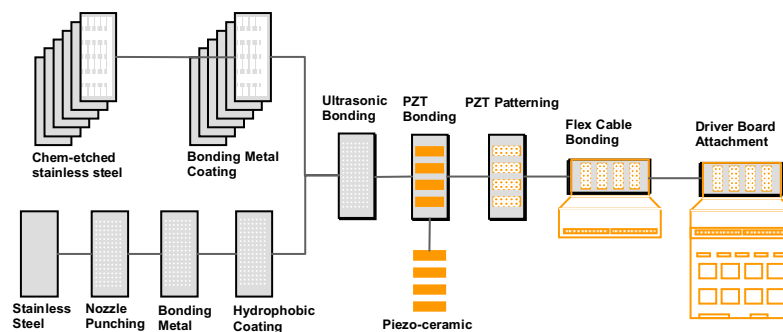 Chem-etched
stainless steel
Bonding Metal
Coating
Ultrasonic
Bonding
PZT
Bonding
PZT Patterning
Flex Cable
Bonding
Driver Board
Attachment
Stainless
Steel
Nozzle
Punching
Bonding
Metal
Hydrophobic
Coating
Piezo-ceramic